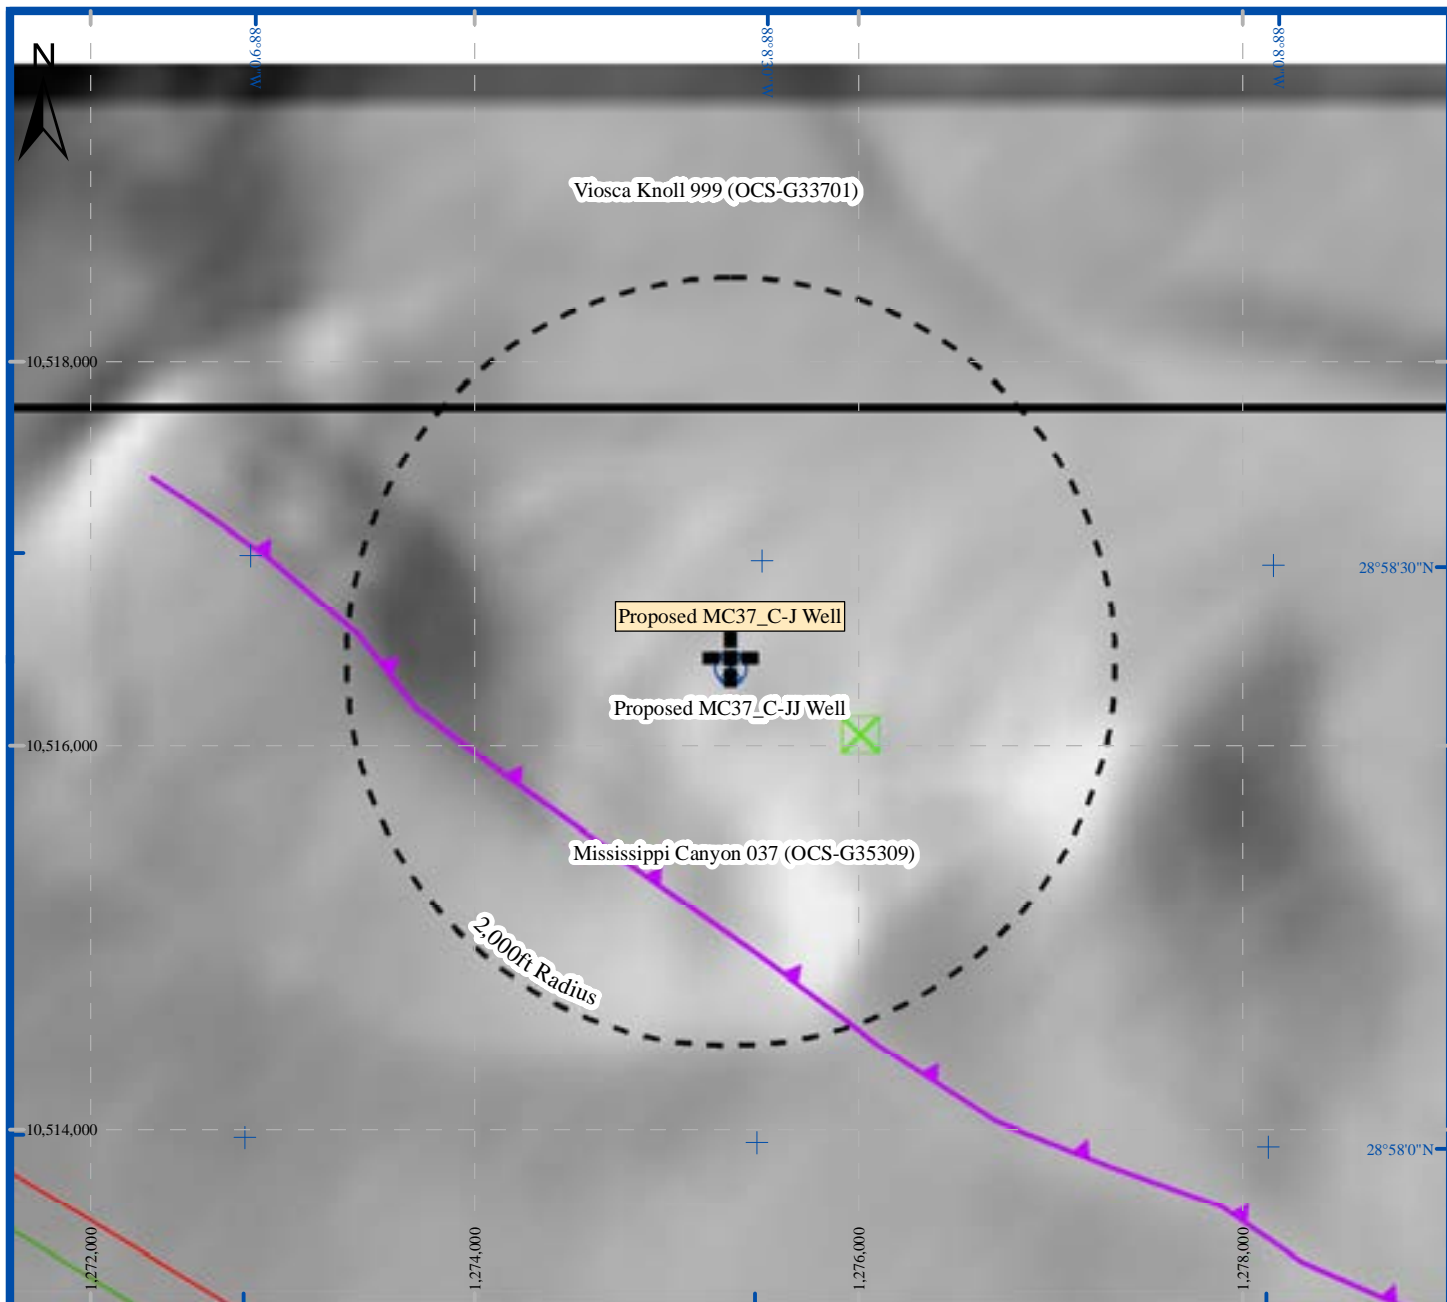 88°9'0"W
88°8'30"W
88°8'0"W
N
Viosca Knoll 999 (OCS-G33701)
10,518,000
28°58'30"N
Proposed MC37_C-J Well
Proposed MC37_C-JJ Well
10,516,000
Mississippi Canyon 037 (OCS-G35309)
2,000ft Radius
10,514,000
28°58'0"N
1,272,000
1,274,000
1,276,000
1,278,000